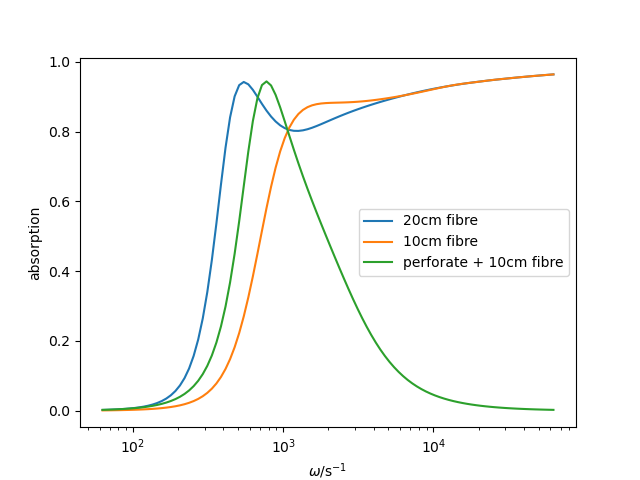 1.0
0.8
0.6
0.4
0.2
0.0
absorption
20cm fibre
10cm fibre
perforate + 10cm fibre
10²
10³
10⁴
ω/s⁻¹